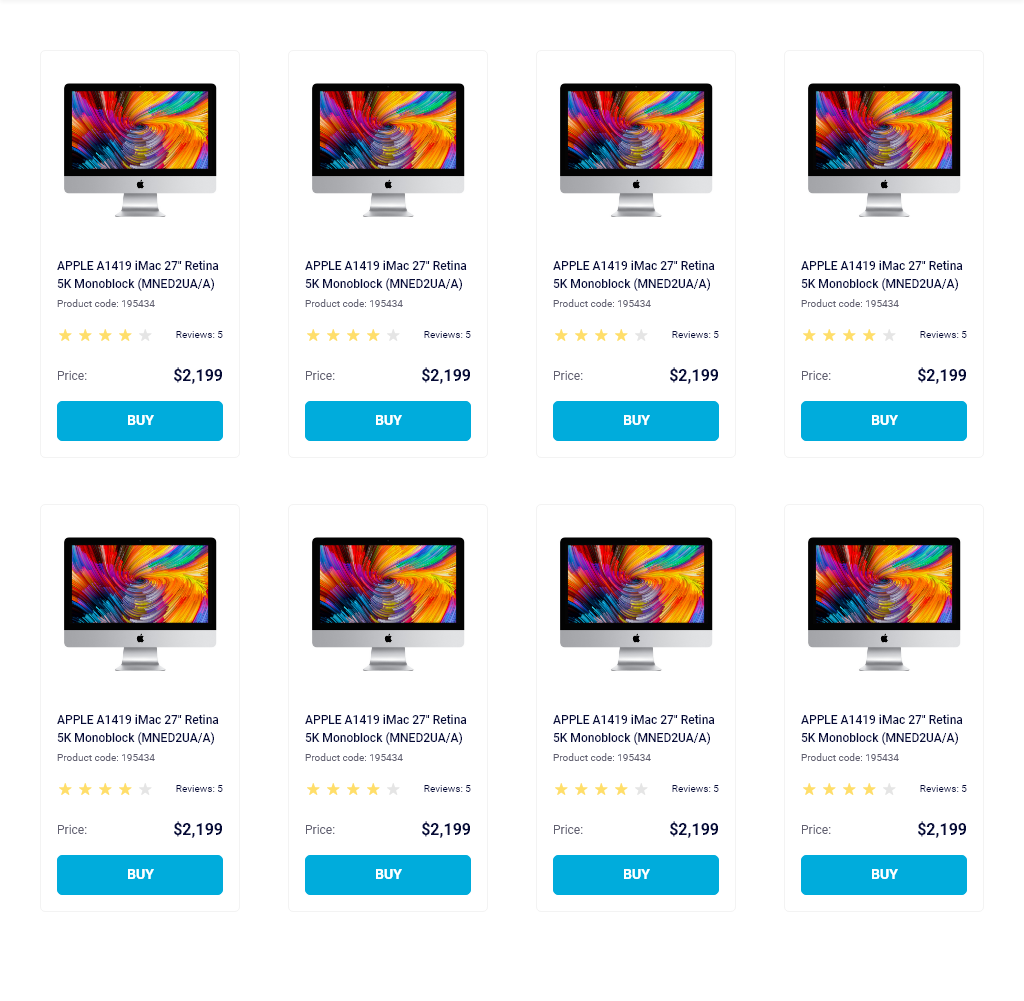 APPLE A1419 iMac 27" Retina
5K Monoblock (MNED2UA/A)
Product code: 195434
Reviews: 5
Price: $2,199
BUY
APPLE A1419 iMac 27" Retina
5K Monoblock (MNED2UA/A)
Product code: 195434
Reviews: 5
Price: $2,199
BUY
APPLE A1419 iMac 27" Retina
5K Monoblock (MNED2UA/A)
Product code: 195434
Reviews: 5
Price: $2,199
BUY
APPLE A1419 iMac 27" Retina
5K Monoblock (MNED2UA/A)
Product code: 195434
Reviews: 5
Price: $2,199
BUY
APPLE A1419 iMac 27" Retina
5K Monoblock (MNED2UA/A)
Product code: 195434
Reviews: 5
Price: $2,199
BUY
APPLE A1419 iMac 27" Retina
5K Monoblock (MNED2UA/A)
Product code: 195434
Reviews: 5
Price: $2,199
BUY
APPLE A1419 iMac 27" Retina
5K Monoblock (MNED2UA/A)
Product code: 195434
Reviews: 5
Price: $2,199
BUY
APPLE A1419 iMac 27" Retina
5K Monoblock (MNED2UA/A)
Product code: 195434
Reviews: 5
Price: $2,199
BUY